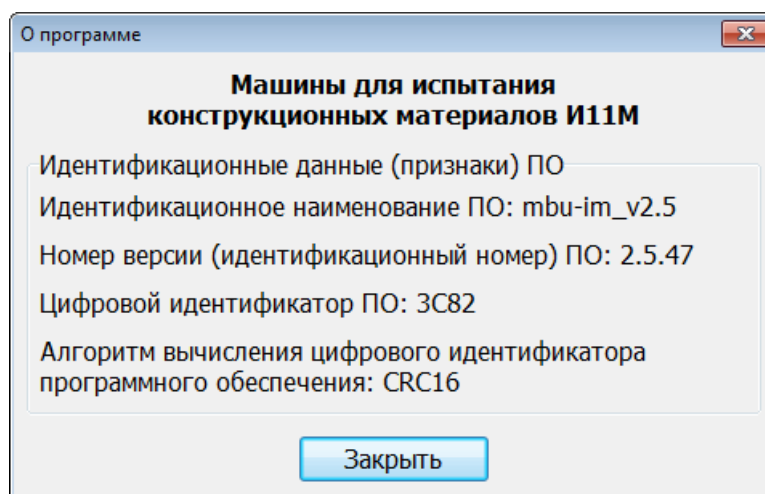 О программе
Машины для испытания
конструкционных материалов И11М
Идентификационные данные (признаки) ПО
Идентификационное наименование ПО: mbu-im_v2.5
Номер версии (идентификационный номер) ПО: 2.5.47
Цифровой идентификатор ПО: 3C82
Алгоритм вычисления цифрового идентификатора
программного обеспечения: CRC16
Закрыть